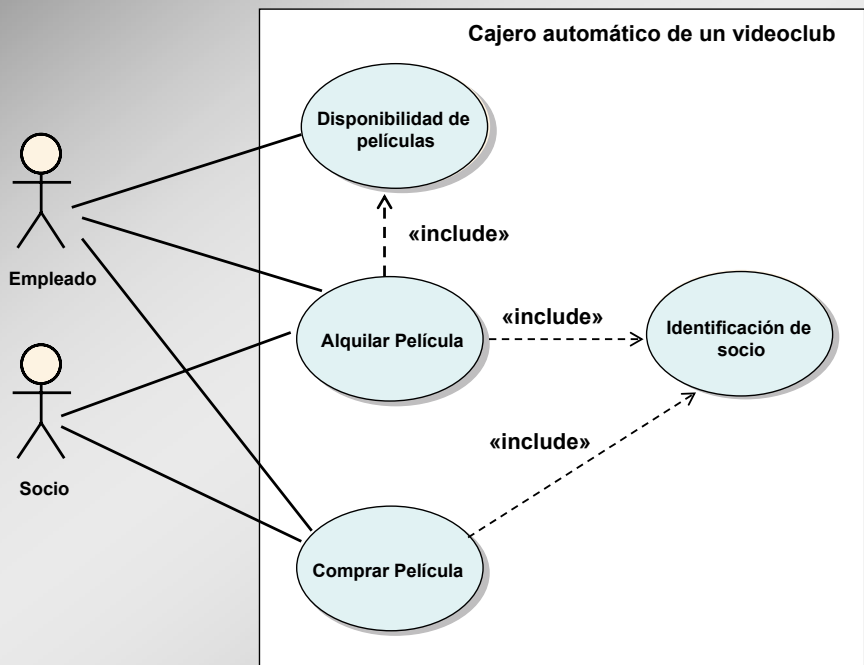 Cajero automático de un videoclub
Disponibilidad de
películas
Empleado
«include»
Alquilar Película
«include»
Identificación de
socio
Socio
«include»
Comprar Película